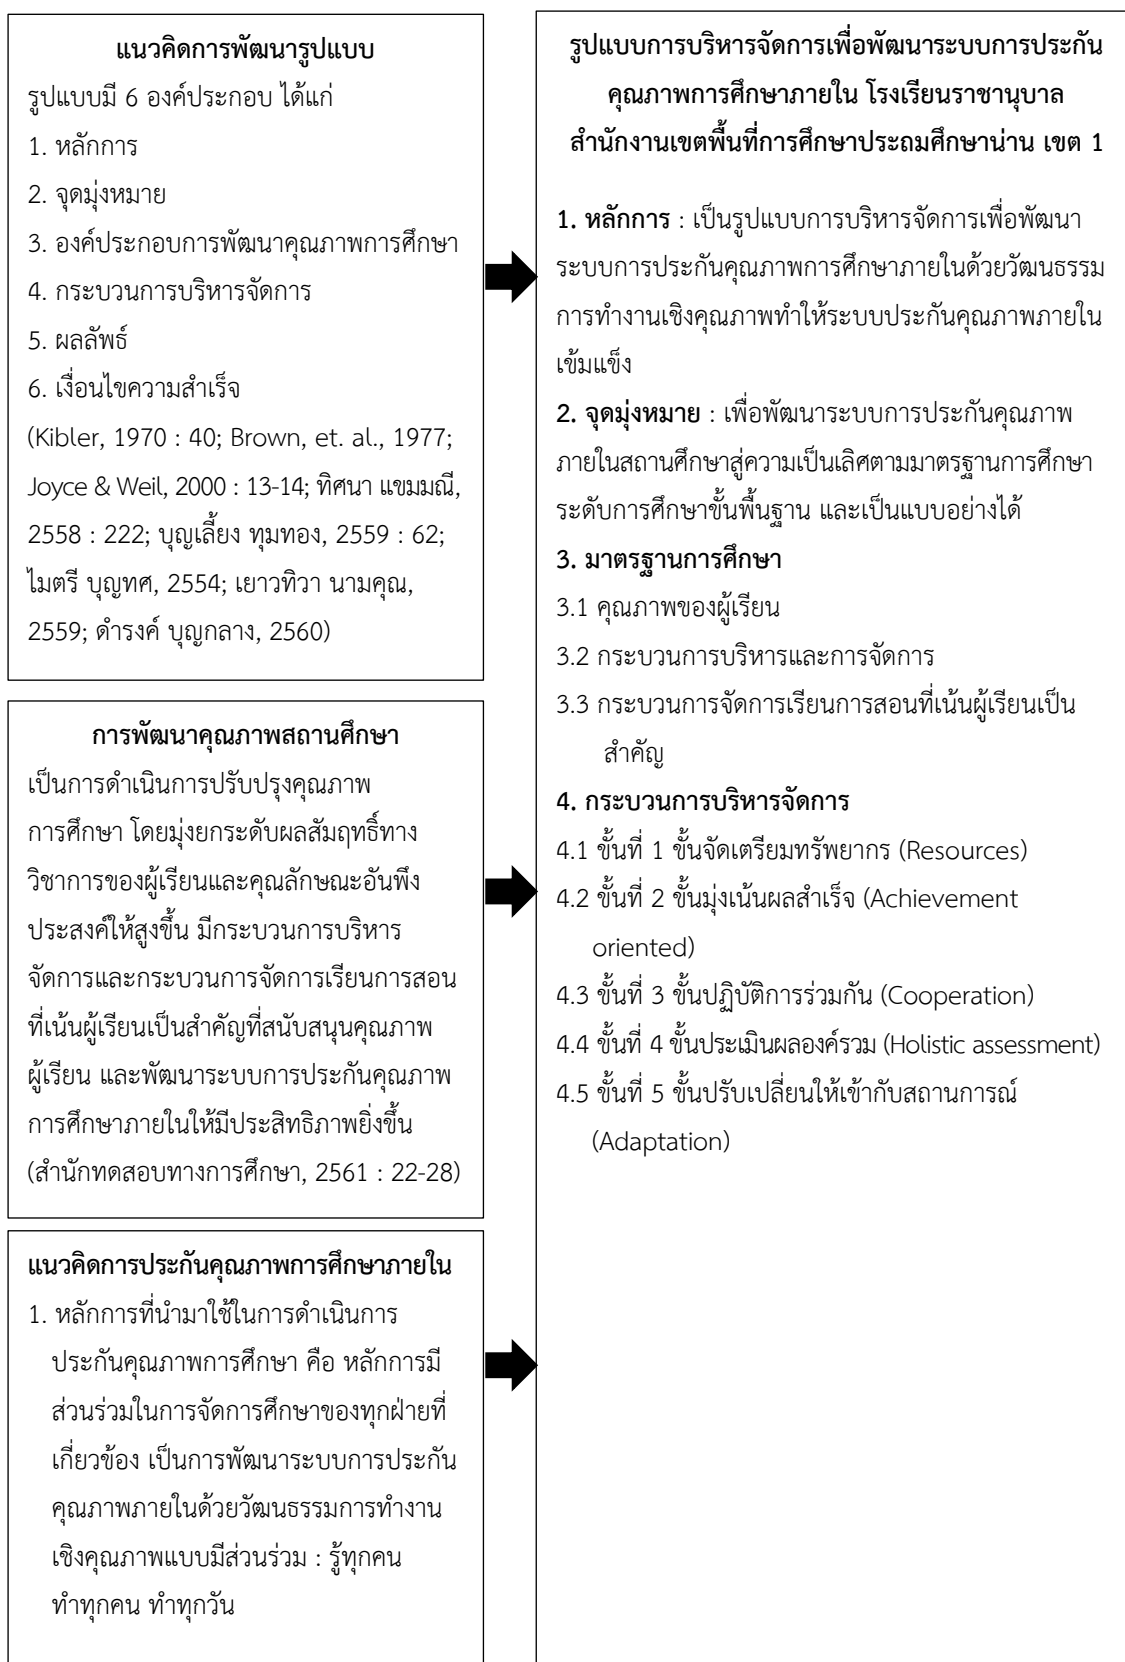 แนวคิดการพัฒนารูปแบบ
รูปแบบมี 6 องค์ประกอบ ได้แก่
1. หลักการ
2. จุดมุ่งหมาย
3. องค์ประกอบการพัฒนาคุณภาพการศึกษา
4. กระบวนการบริหารจัดการ
5. ผลลัพธ์
6. เงื่อนไขความสำเร็จ
(Kibler, 1970 : 40; Brown, et. al., 1977;
Joyce & Weil, 2000 : 13-14; ทิศนา แขมมณี,
2558 : 222; บุญเลี้ยง ทุมทอง, 2559 : 62;
ไมตรี บุญทศ, 2554; เยาวทิวา นามคุณ,
2559; ดำรงค์ บุญกลาง, 2560)
การพัฒนาคุณภาพสถานศึกษา
เป็นการดำเนินการปรับปรุงคุณภาพ
การศึกษา โดยมุ่งยกระดับผลสัมฤทธิ์ทาง
วิชาการของผู้เรียนและคุณลักษณะอันพึง
ประสงค์ให้สูงขึ้น มีกระบวนการบริหาร
จัดการและกระบวนการจัดการเรียนการสอน
ที่เน้นผู้เรียนเป็นสำคัญที่สนับสนุนคุณภาพ
ผู้เรียน และพัฒนาระบบการประกันคุณภาพ
การศึกษาภายในให้มีประสิทธิภาพยิ่งขึ้น
(สำนักทดสอบทางการศึกษา, 2561 : 22-28)
แนวคิดการประกันคุณภาพการศึกษาภายใน
1. หลักการที่นำมาใช้ในการดำเนินการ
ประกันคุณภาพการศึกษา คือ หลักการมี
ส่วนร่วมในการจัดการศึกษาของทุกฝ่ายที่
เกี่ยวข้อง เป็นการพัฒนาระบบการประกัน
คุณภาพภายในด้วยวัฒนธรรมการทำงาน
เชิงคุณภาพแบบมีส่วนร่วม : รู้ทุกคน
ทำทุกคน ทำทุกวัน
รูปแบบการบริหารจัดการเพื่อพัฒนาระบบการประกัน
คุณภาพการศึกษาภายใน โรงเรียนราชานุบาล
สำนักงานเขตพื้นที่การศึกษาประถมศึกษาน่าน เขต 1
1. หลักการ : เป็นรูปแบบการบริหารจัดการเพื่อพัฒนา
ระบบการประกันคุณภาพการศึกษาภายในด้วยวัฒนธรรม
การทำงานเชิงคุณภาพทำให้ระบบประกันคุณภาพภายใน
เข้มแข็ง
2. จุดมุ่งหมาย : เพื่อพัฒนาระบบการประกันคุณภาพ
ภายในสถานศึกษาสู่ความเป็นเลิศตามมาตรฐานการศึกษา
ระดับการศึกษาขั้นพื้นฐาน และเป็นแบบอย่างได้
3. มาตรฐานการศึกษา
3.1 คุณภาพของผู้เรียน
3.2 กระบวนการบริหารและการจัดการ
3.3 กระบวนการจัดการเรียนการสอนที่เน้นผู้เรียนเป็น
สำคัญ
4. กระบวนการบริหารจัดการ
4.1 ขั้นที่ 1 ขั้นจัดเตรียมทรัพยากร (Resources)
4.2 ขั้นที่ 2 ขั้นมุ่งเน้นผลสำเร็จ (Achievement
oriented)
4.3 ขั้นที่ 3 ขั้นปฏิบัติการร่วมกัน (Cooperation)
4.4 ขั้นที่ 4 ขั้นประเมินผลองค์รวม (Holistic assessment)
4.5 ขั้นที่ 5 ขั้นปรับเปลี่ยนให้เข้ากับสถานการณ์
(Adaptation)